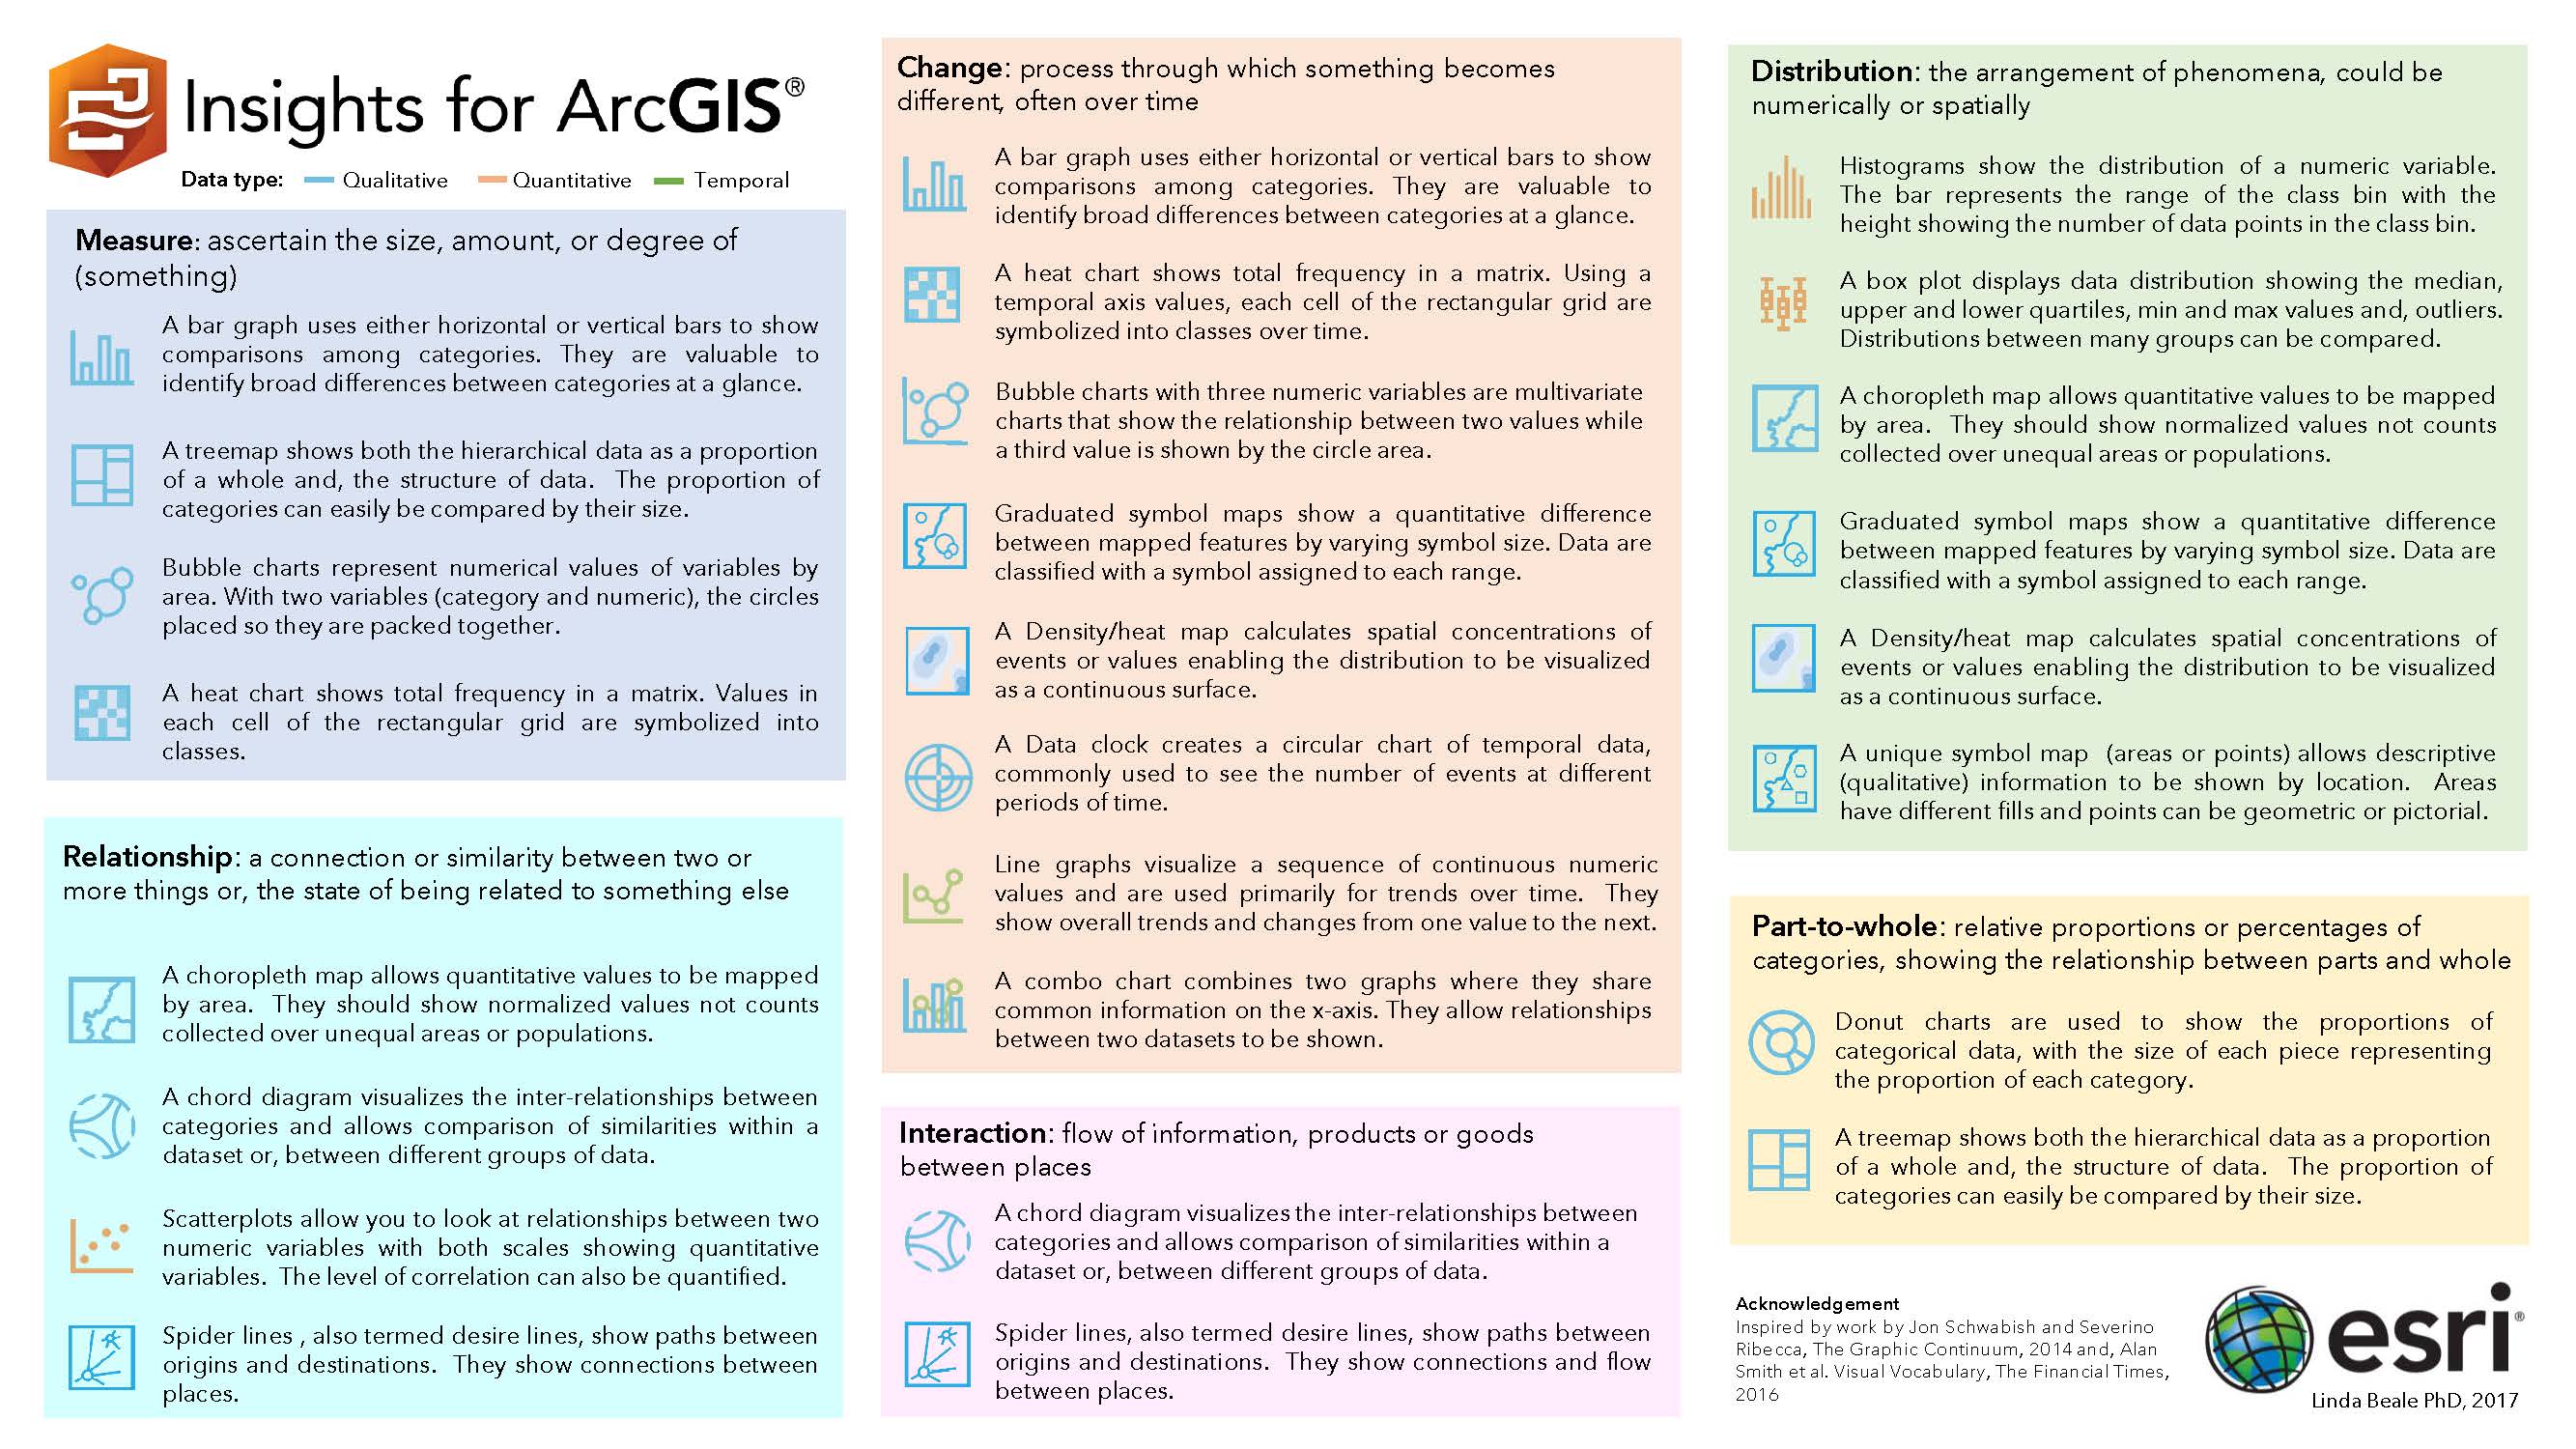 Insights for ArcGIS®
Data type: Qualitative Quantitative Temporal
Measure: ascertain the size, amount, or degree of
(something)
A bar graph uses either horizontal or vertical bars to show
comparisons among categories. They are valuable to
identify broad differences between categories at a glance.
A treemap shows both the hierarchical data as a proportion
of a whole and, the structure of data. The proportion of
categories can easily be compared by their size.
Bubble charts represent numerical values of variables by
area. With two variables (category and numeric), the circles
placed so they are packed together.
A heat chart shows total frequency in a matrix. Values in
each cell of the rectangular grid are symbolized into
classes.
Relationship: a connection or similarity between two or
more things or, the state of being related to something else
A choropleth map allows quantitative values to be mapped
by area. They should show normalized values not counts
collected over unequal areas or populations.
A chord diagram visualizes the inter-relationships between
categories and allows comparison of similarities within a
dataset or, between different groups of data.
Scatterplots allow you to look at relationships between two
numeric variables with both scales showing quantitative
variables. The level of correlation can also be quantified.
Spider lines , also termed desire lines, show paths between
origins and destinations. They show connections between
places.
Change: process through which something becomes
different, often over time
A bar graph uses either horizontal or vertical bars to show
comparisons among categories. They are valuable to
identify broad differences between categories at a glance.
A heat chart shows total frequency in a matrix. Using a
temporal axis values, each cell of the rectangular grid are
symbolized into classes over time.
Bubble charts with three numeric variables are multivariate
charts that show the relationship between two values while
a third value is shown by the circle area.
Graduated symbol maps show a quantitative difference
between mapped features by varying symbol size. Data are
classified with a symbol assigned to each range.
A Density/heat map calculates spatial concentrations of
events or values enabling the distribution to be visualized
as a continuous surface.
A Data clock creates a circular chart of temporal data,
commonly used to see the number of events at different
periods of time.
Line graphs visualize a sequence of continuous numeric
values and are used primarily for trends over time. They
show overall trends and changes from one value to the next.
A combo chart combines two graphs where they share
common information on the x-axis. They allow relationships
between two datasets to be shown.
Interaction: flow of information, products or goods
between places
A chord diagram visualizes the inter-relationships between
categories and allows comparison of similarities within a
dataset or, between different groups of data.
Spider lines, also termed desire lines, show paths between
origins and destinations. They show connections and flow
between places.
Distribution: the arrangement of phenomena, could be
numerically or spatially
Histograms show the distribution of a numeric variable.
The bar represents the range of the class bin with the
height showing the number of data points in the class bin.
A box plot displays data distribution showing the median,
upper and lower quartiles, min and max values and, outliers.
Distributions between many groups can be compared.
A choropleth map allows quantitative values to be mapped
by area. They should show normalized values not counts
collected over unequal areas or populations.
Graduated symbol maps show a quantitative difference
between mapped features by varying symbol size. Data are
classified with a symbol assigned to each range.
A Density/heat map calculates spatial concentrations of
events or values enabling the distribution to be visualized
as a continuous surface.
A unique symbol map (areas or points) allows descriptive
(qualitative) information to be shown by location. Areas
have different fills and points can be geometric or pictorial.
Part-to-whole: relative proportions or percentages of
categories, showing the relationship between parts and whole
Donut charts are used to show the proportions of
categorical data, with the size of each piece representing
the proportion of each category.
A treemap shows both the hierarchical data as a proportion
of a whole and, the structure of data. The proportion of
categories can easily be compared by their size.
Acknowledgement
Inspired by work by Jon Schwabish and Severino
Ribecca, The Graphic Continuum, 2014 and, Alan
Smith et al. Visual Vocabulary, The Financial Times,
2016
esri®
Linda Beale PhD, 2017